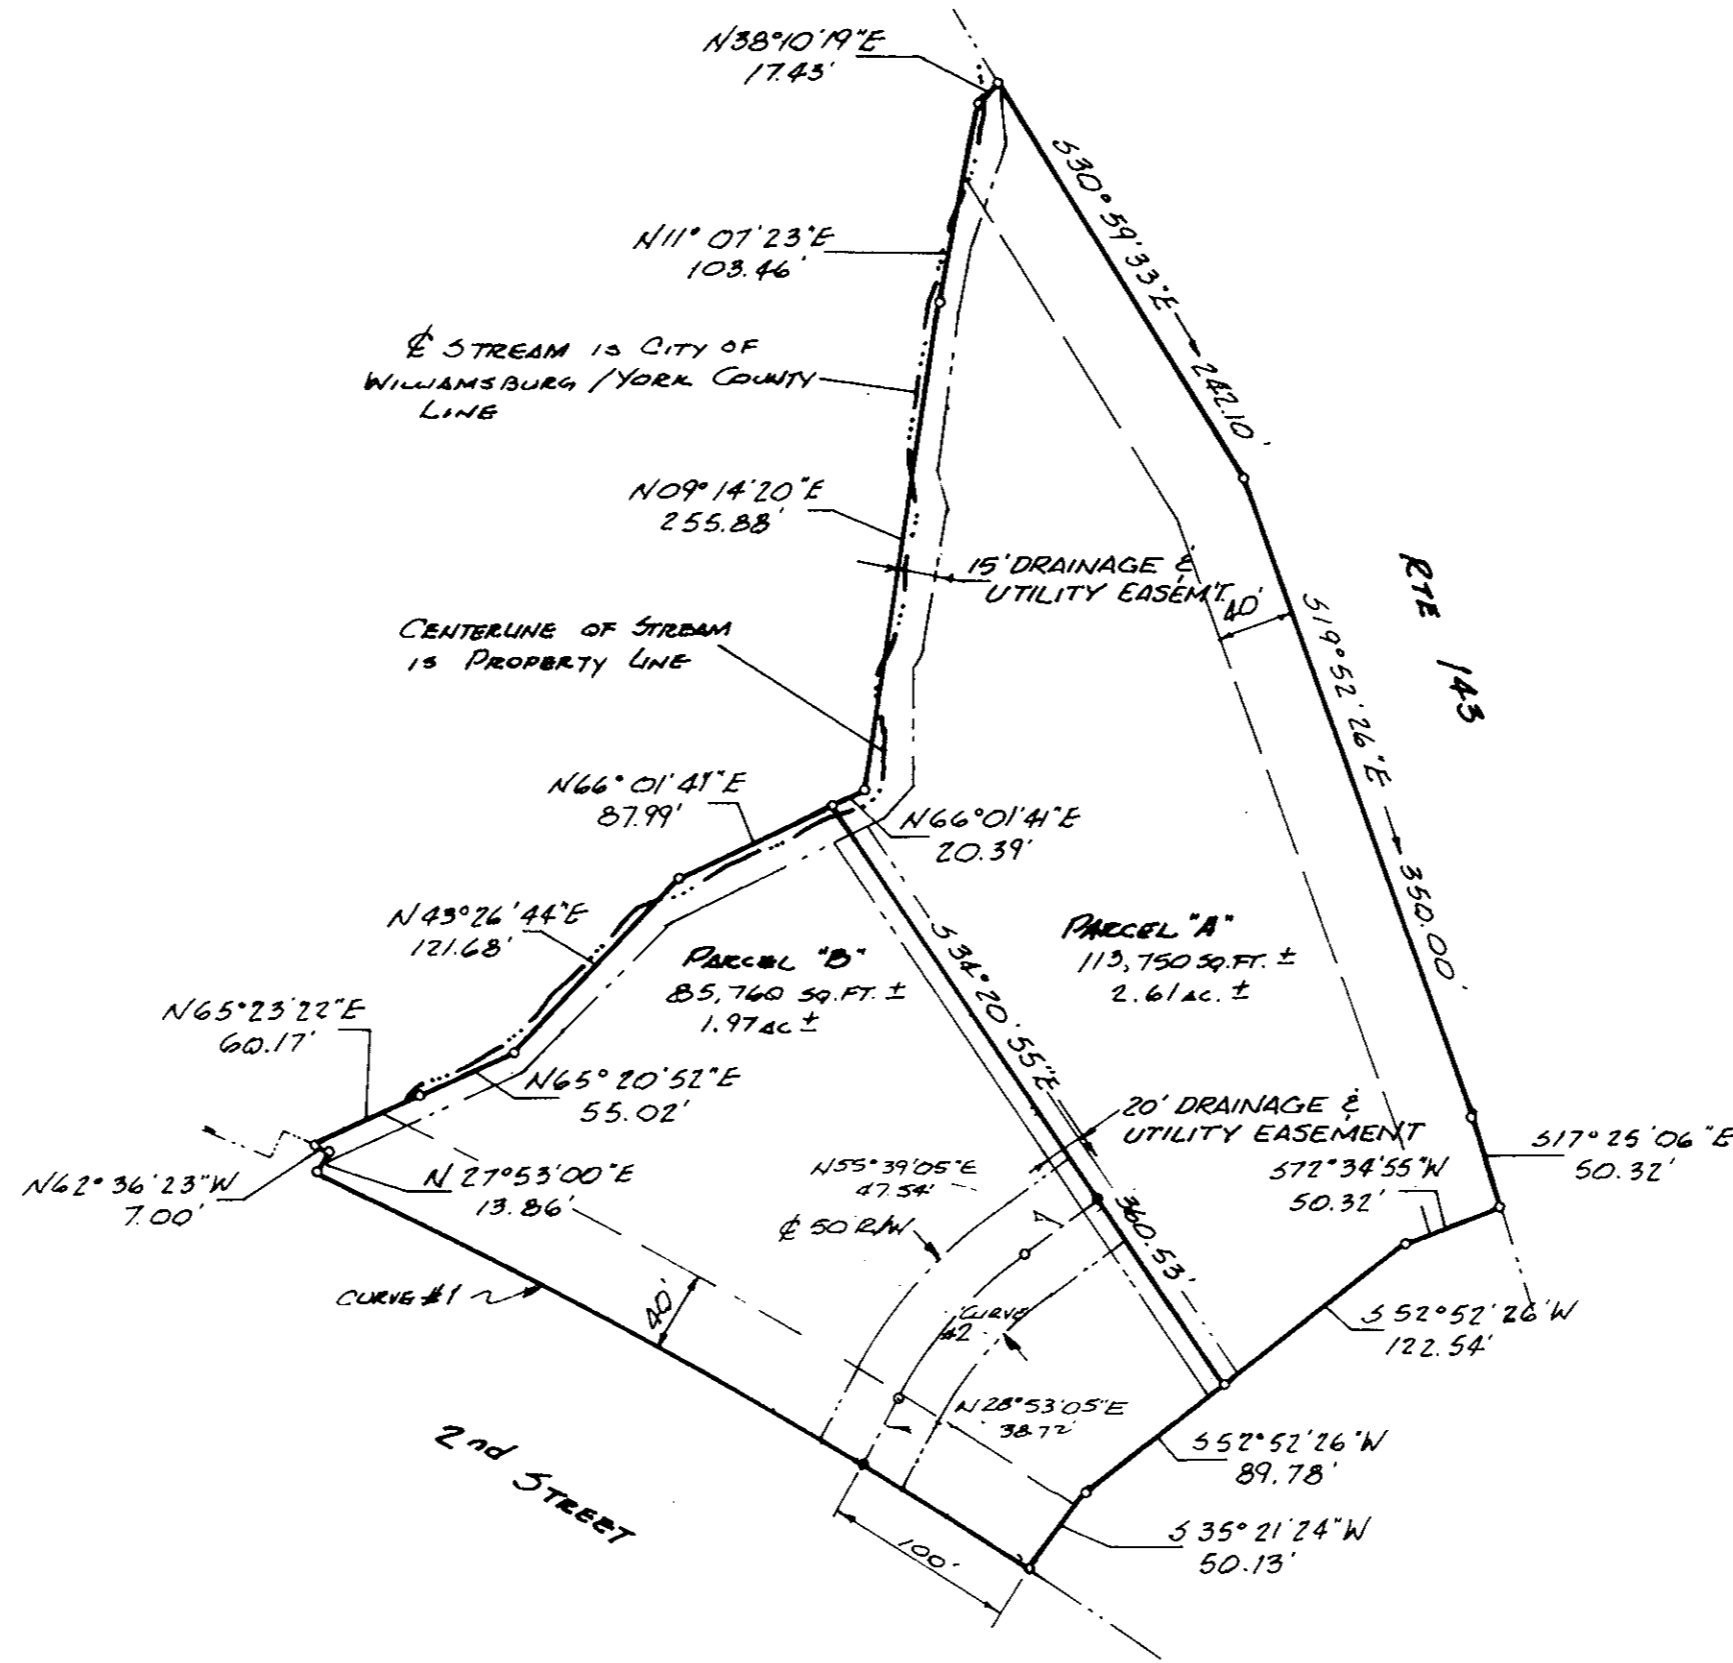 N38°10'19"E
17.43'
S30°59'33"E → 242.10'
N11° 07'23"E
103.46'
℄ STREAM IS CITY OF
WILLIAMSBURG / YORK COUNTY
LINE
N09° 14'20"E
255.88'
15' DRAINAGE &
UTILITY EASEM'T.
40'
RTE 143
S19° 52' 26"E → 350.00'
CENTERLINE OF STREAM
IS PROPERTY LINE
N66° 01'41"E
87.99'
N66°01'41"E
20.39'
N43°26'44"E
121.68'
PARCEL "B"
85,760 SQ.FT. ±
1.97 AC ±
S34°20'55"E 360.53'
PARCEL "A"
113,750 SQ.FT. ±
2.61 AC. ±
N65°23'22"E
60.17'
N65°20'52"E
55.02'
20' DRAINAGE &
UTILITY EASEMENT
S17°25'06"E
50.32'
S72°34'55"W
50.32'
N62°36'23"W
7.00'
N27°53'00"E
13.86'
N55°39'05"E
47.54'
℄ 50' R/W
CURVE #1
40'
CURVE
#2
S52°52'26"W
122.54'
N28°53'05"E
38.72'
2nd STREET
S52°52'26"W
89.78'
100'
S35°21'24"W
50.13'